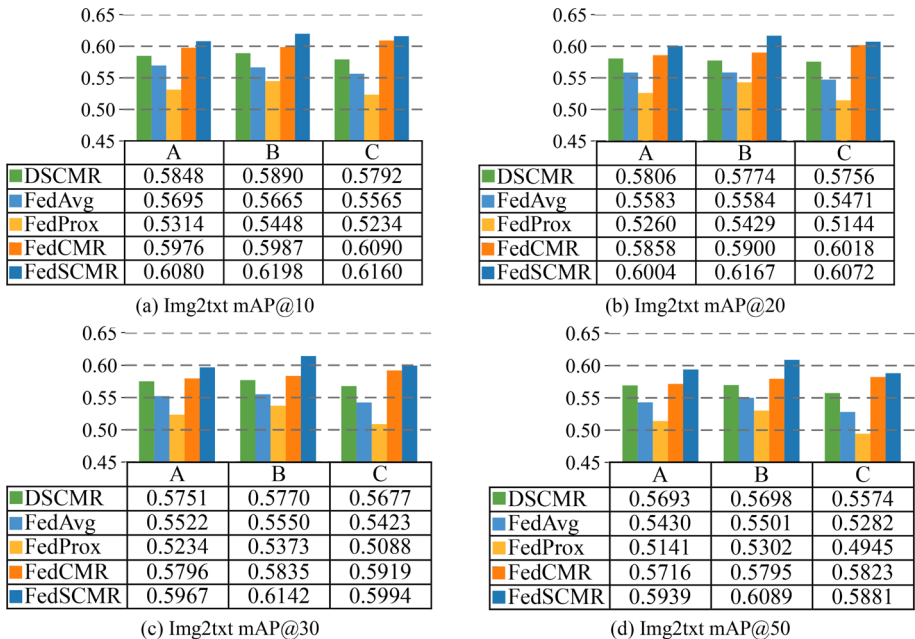 0.65
0.60
0.55
0.50
0.45
A B C
DSCMR 0.5848 0.5890 0.5792
FedAvg 0.5695 0.5665 0.5565
FedProx 0.5314 0.5448 0.5234
FedCMR 0.5976 0.5987 0.6090
FedSCMR 0.6080 0.6198 0.6160
(a) Img2txt mAP@10
0.65
0.60
0.55
0.50
0.45
A B C
DSCMR 0.5806 0.5774 0.5756
FedAvg 0.5583 0.5584 0.5471
FedProx 0.5260 0.5429 0.5144
FedCMR 0.5858 0.5900 0.6018
FedSCMR 0.6004 0.6167 0.6072
(b) Img2txt mAP@20
0.65
0.60
0.55
0.50
0.45
A B C
DSCMR 0.5751 0.5770 0.5677
FedAvg 0.5522 0.5550 0.5423
FedProx 0.5234 0.5373 0.5088
FedCMR 0.5796 0.5835 0.5919
FedSCMR 0.5967 0.6142 0.5994
(c) Img2txt mAP@30
0.65
0.60
0.55
0.50
0.45
A B C
DSCMR 0.5693 0.5698 0.5574
FedAvg 0.5430 0.5501 0.5282
FedProx 0.5141 0.5302 0.4945
FedCMR 0.5716 0.5795 0.5823
FedSCMR 0.5939 0.6089 0.5881
(d) Img2txt mAP@50